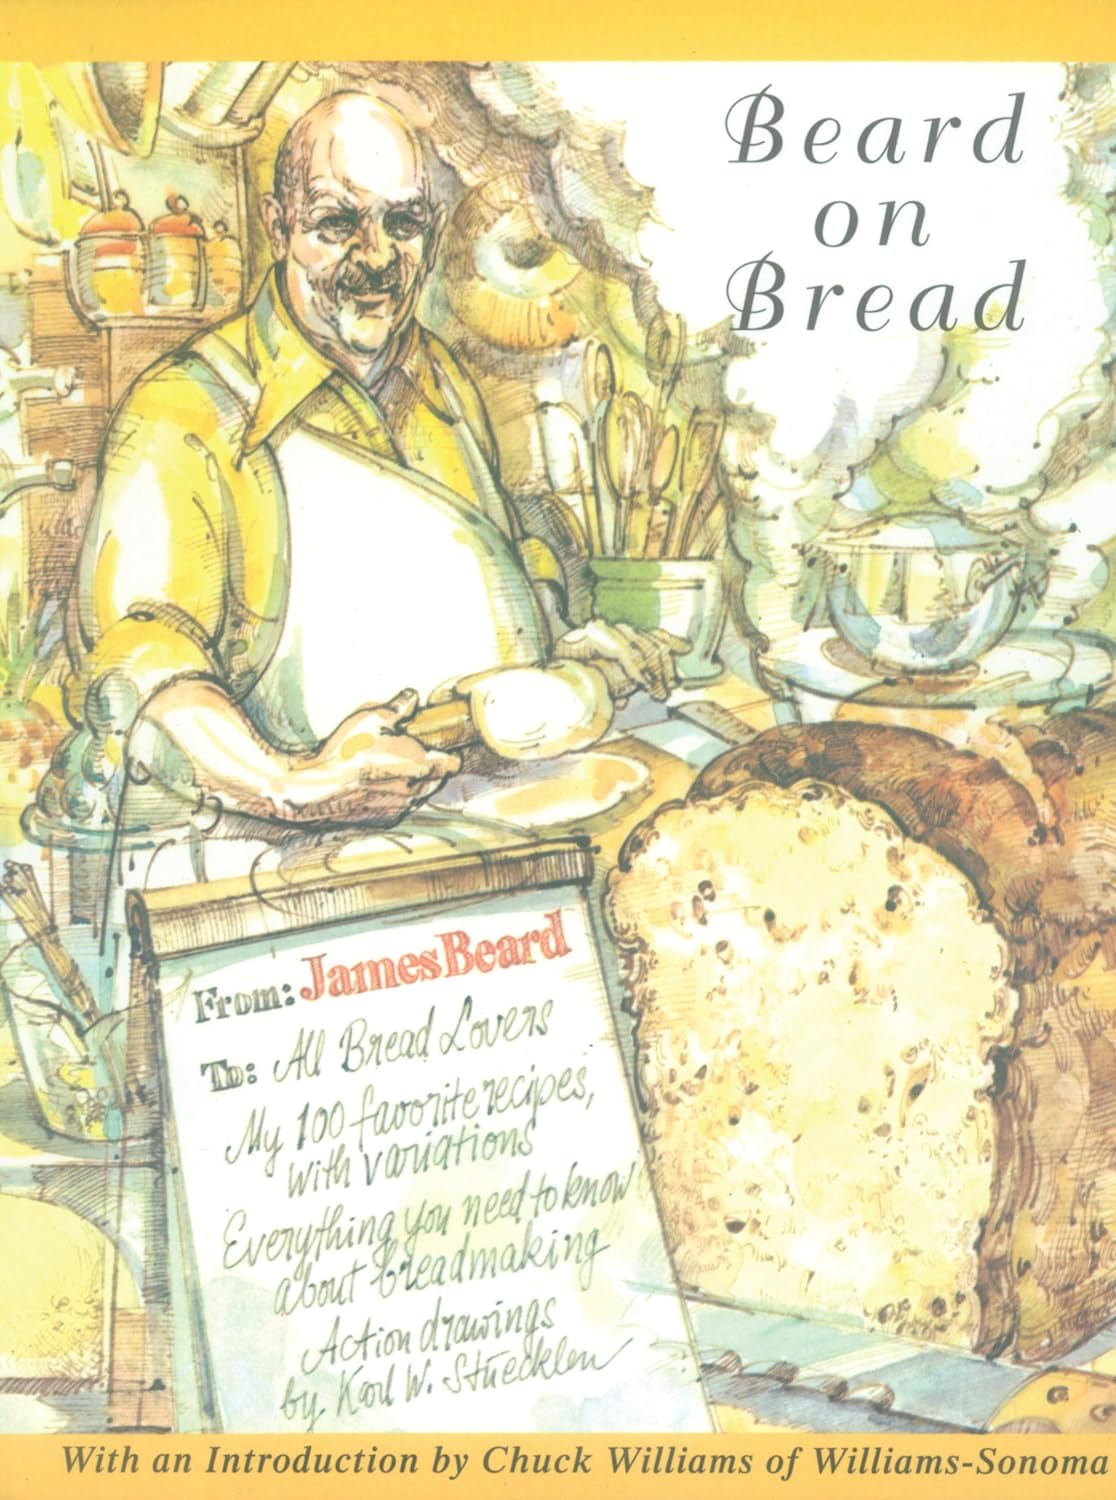 Beard
on
Bread
From: James Beard
To: All Bread Lovers
My 100 favorite recipes,
with variations
Everything you need to know
about breadmaking
Action drawings
by Karl W. Stuecklen
With an Introduction by Chuck Williams of Williams-Sonoma